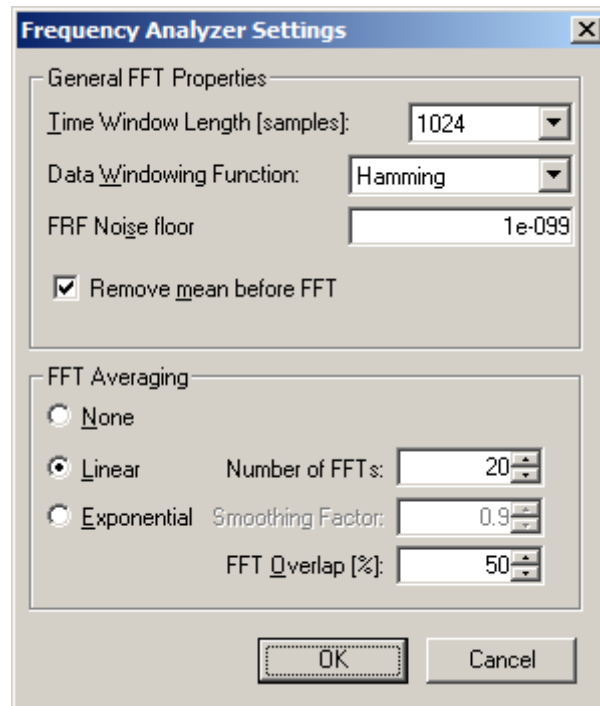 Frequency Analyzer Settings
General FFT Properties
Time Window Length [samples]: 1024
Data Windowing Function: Hamming
FRF Noise floor 1e-099
Remove mean before FFT
FFT Averaging
None
Linear Number of FFTs: 20
Exponential Smoothing Factor: 0.9
FFT Overlap [%]: 50
OK Cancel